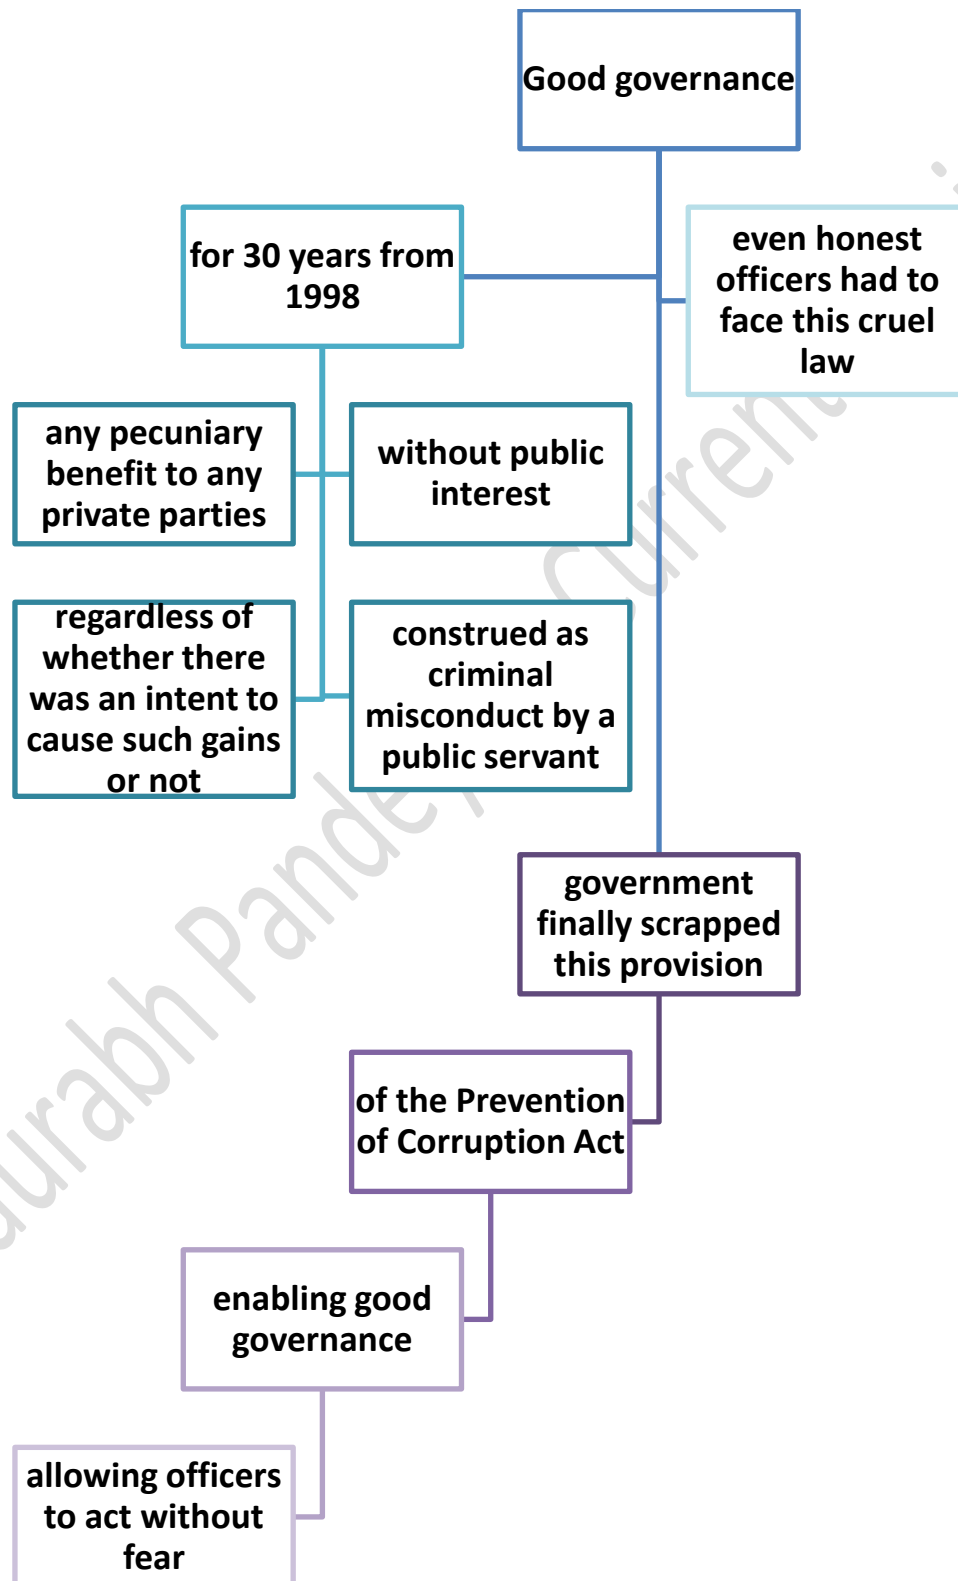 Good governance
for 30 years from
1998
even honest
officers had to
face this cruel
law
any pecuniary
benefit to any
private parties
without public
interest
regardless of
whether there
was an intent to
cause such gains
or not
construed as
criminal
misconduct by a
public servant
government
finally scrapped
this provision
of the Prevention
of Corruption Act
enabling good
governance
allowing officers
to act without
fear
urabh Pandey Current